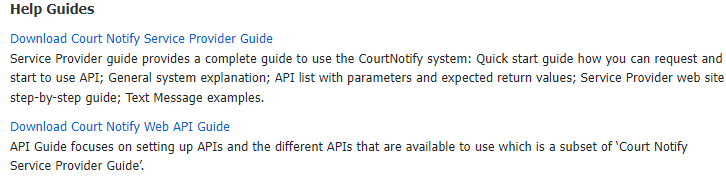 Help Guides
Download Court Notify Service Provider Guide
Service Provider guide provides a complete guide to use the CourtNotify system: Quick start guide how you can request and
start to use API; General system explanation; API list with parameters and expected return values; Service Provider web site
step-by-step guide; Text Message examples.
Download Court Notify Web API Guide
API Guide focuses on setting up APIs and the different APIs that are available to use which is a subset of ‘Court Notify
Service Provider Guide’.